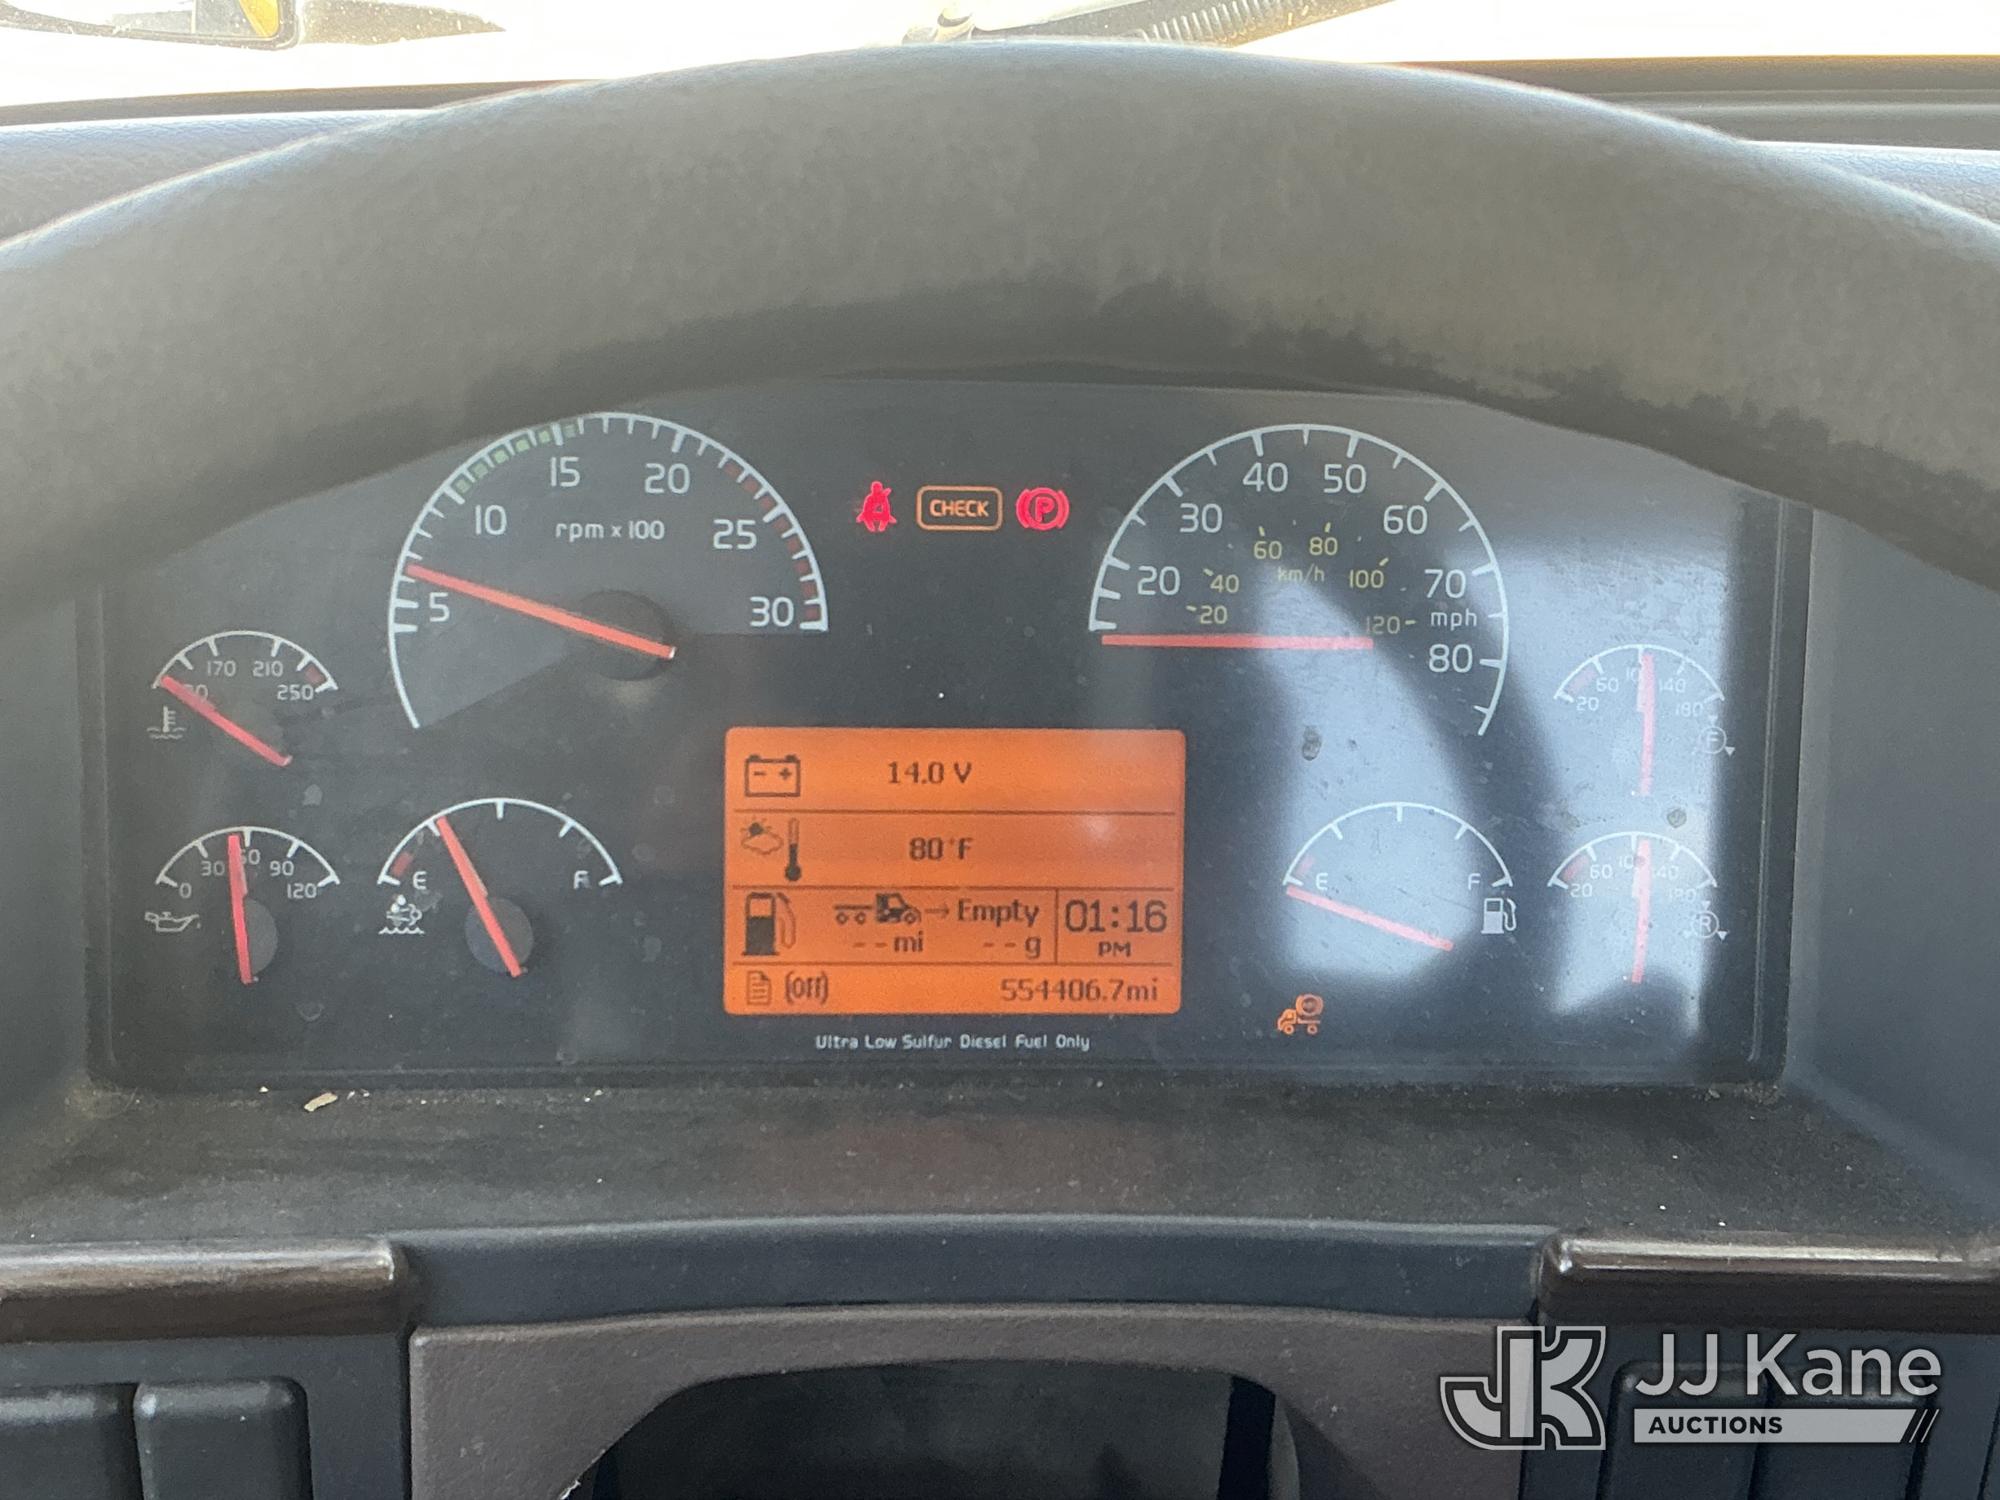 15
20
10
rpm x 100
25
5
30
CHECK
P
40
50
30
60
60
80
km/h
20
40
100
70
20
120
mph
80
170
210
250
30
60
90
0
120
E
F
14.0 V
80°F
Empty
--mi
--g
01:16
PM
(Off)
554406.7mi
Ultra Low Sulfur Diesel Fuel Only
E
F
60
140
20
180
F
60
140
20
180
R
JK
JJ Kane
AUCTIONS